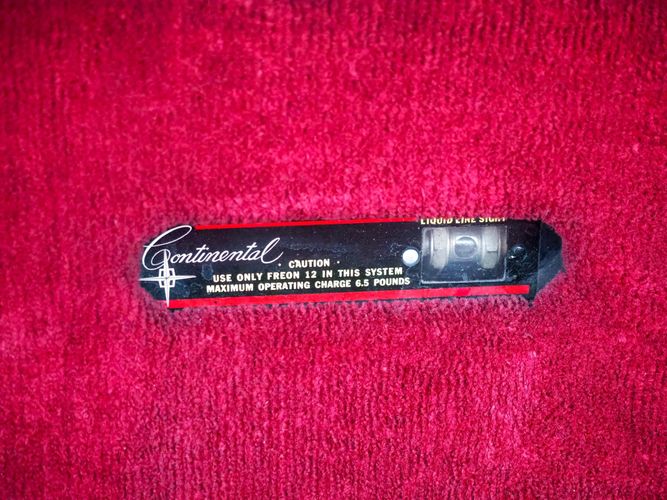 LIQUID LINE SIGHT
Continental
CAUTION
USE ONLY FREON 12 IN THIS SYSTEM
MAXIMUM OPERATING CHARGE 6.5 POUNDS